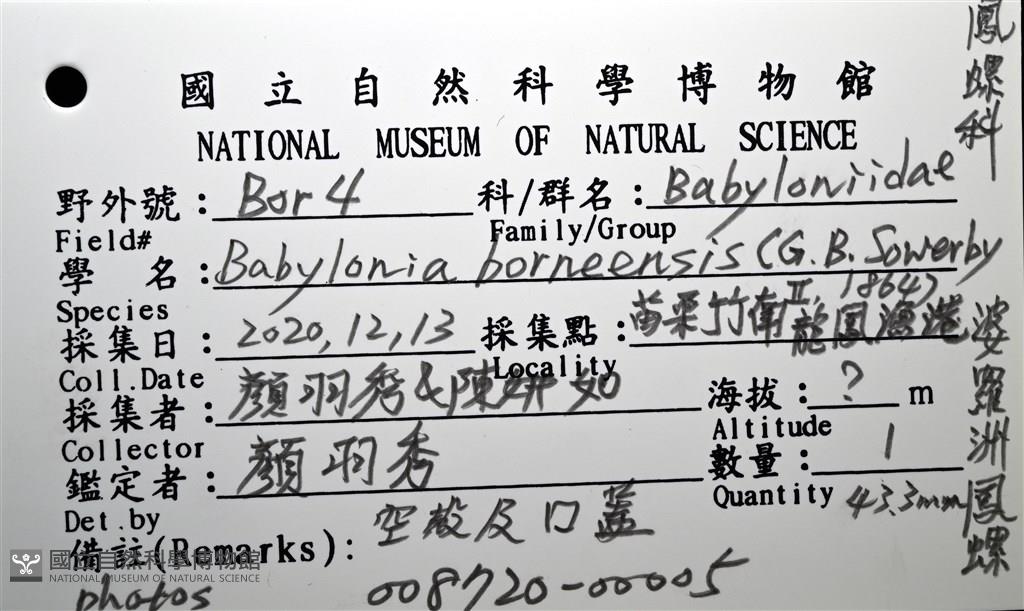 國立自然科學博物館
NATIONAL MUSEUM OF NATURAL SCIENCE
野外號：Bor 4 科/群名：Babyloniidae
Field# Family/Group
鳳螺科
學名：Babylonia borneensis (G.B. Sowerby
II, 1864)
Species
採集日：2020,12,13 採集點：苗栗竹南龍鳳漁港
Coll.Date Locality
採集者：顏羽秀&陳妍如 海拔：? m
Collector Altitude
鑑定者：顏羽秀 數量：1
Det.by Quantity 43.3mm
婆羅洲鳳螺
備註(Remarks)：空殼及口蓋
photos 008720-00005
國立自然科學博物館
NATIONAL MUSEUM OF NATURAL SCIENCE